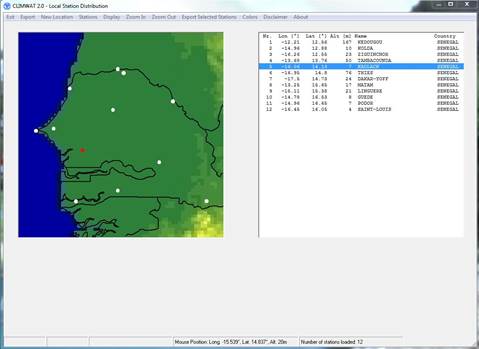 CLIMWAT 2.0 - Local Station Distribution
Exit Export New Location Stations Display Zoom In Zoom Out Export Selected Stations Colors Disclaimer About
Nr. Lon (°) Lat (°) Alt (m) Name Country
1 -12.21 12.56 167 KEDOUGOU SENEGAL
2 -14.96 12.88 10 KOLDA SENEGAL
3 -16.26 12.55 23 ZIGUINCHOR SENEGAL
4 -13.68 13.76 50 TAMBACOUNDA SENEGAL
5 -16.06 14.13 7 KAOLACK SENEGAL
6 -16.95 14.8 76 THIES SENEGAL
7 -17.5 14.73 24 DAKAR-YOFF SENEGAL
8 -13.25 15.65 17 MATAM SENEGAL
9 -15.11 15.38 21 LINGUERE SENEGAL
10 -14.78 16.53 8 GUEDE SENEGAL
11 -14.96 16.65 7 PODOR SENEGAL
12 -16.45 16.05 4 SAINT-LOUIS SENEGAL
Mouse Position: Long. -15.539°, Lat. 14.837°, Alt. 20m Number of stations loaded: 12